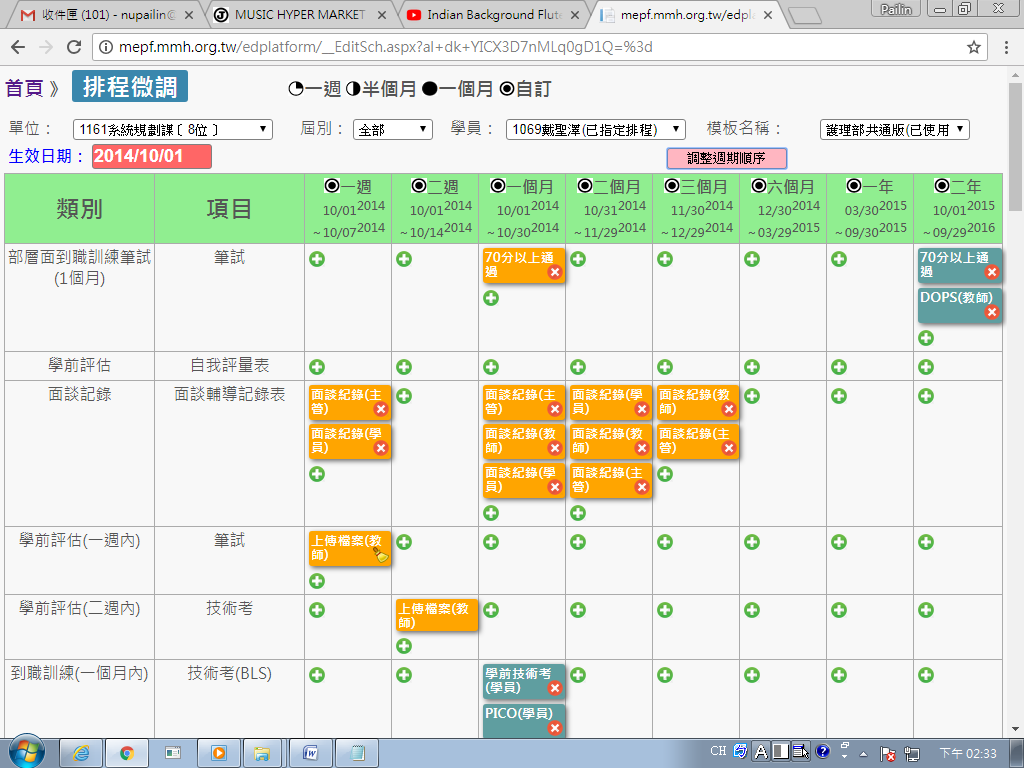 收件匣 (101) - nupailin@
MUSIC HYPER MARKET
Indian Background Flute
mepf.mmh.org.tw/edpl
Pailin
mepf.mmh.org.tw/edplatform/__EditSch.aspx?aI+dk+YICX3D7nMLq0gD1Q=%3d
首頁 》 排程微調 一週 半個月 一個月 自訂
單位： 1161系統規劃課〔8位〕 屆別： 全部 學員： 1069戴聖澤(已指定排程) 模板名稱： 護理部共通版(已使用
生效日期： 2014/10/01 調整週期順序
類別 項目 一週 二週 一個月 二個月 三個月 六個月 一年 二年
10/01 2014 10/01 2014 10/01 2014 10/31 2014 11/30 2014 12/30 2014 03/30 2015 10/01 2015
~10/07 2014 ~10/14 2014 ~10/30 2014 ~11/29 2014 ~12/29 2014 ~03/29 2015 ~09/30 2015 ~09/29 2016
部層面到職訓練筆試 筆試 70分以上通 70分以上通
(1個月) 過 過
DOPS(教師)
學前評估 自我評量表
面談記錄 面談輔導記錄表 面談紀錄(主 面談紀錄(主 面談紀錄(學 面談紀錄(教
管) 管) 員) 師)
面談紀錄(學 面談紀錄(教 面談紀錄(教 面談紀錄(主
員) 師) 師) 管)
面談紀錄(學 面談紀錄(主
員) 管)
學前評估(一週內) 筆試 上傳檔案(教
師)
學前評估(二週內) 技術考 上傳檔案(教
師)
到職訓練(一個月內) 技術考(BLS) 學前技術考
(學員)
PICO(學員)
CH A 下午 02:33